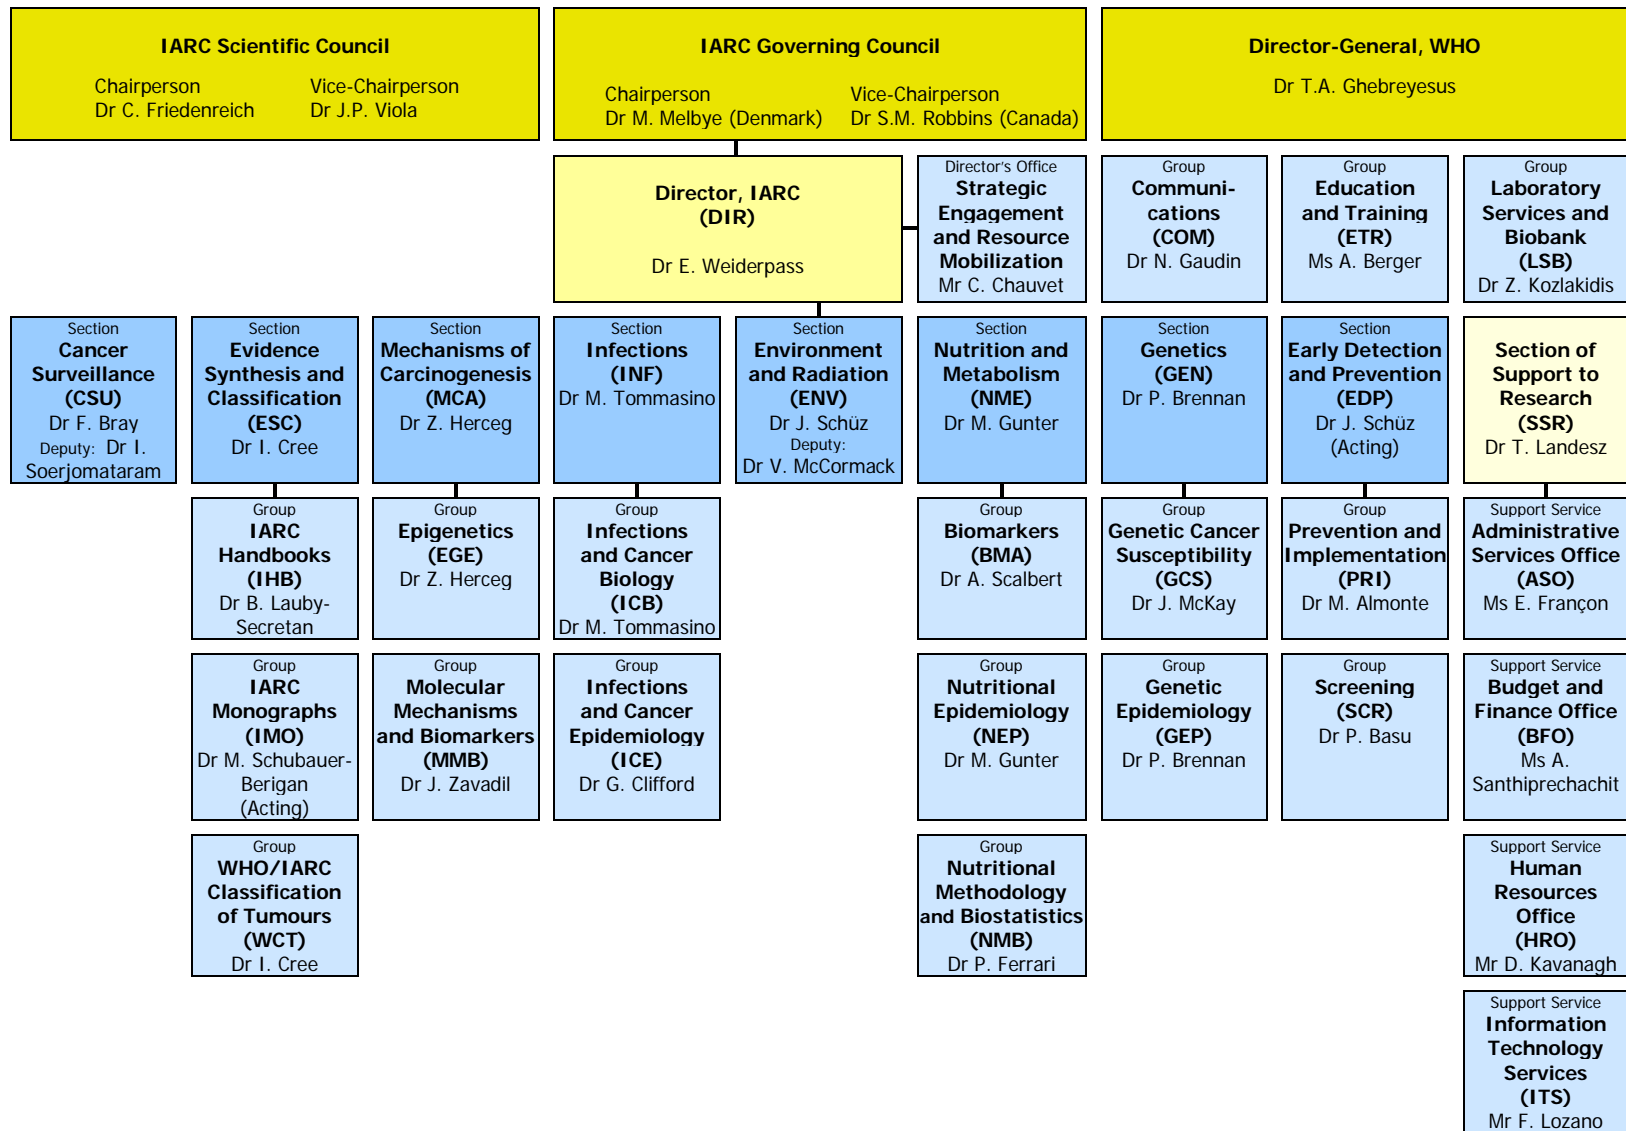 IARC Scientific Council
Chairperson
Vice-Chairperson
Dr C. Friedenreich
Dr J.P. Viola
IARC Governing Council
Chairperson
Vice-Chairperson
Dr M. Melbye (Denmark)
Dr S.M. Robbins (Canada)
Director-General, WHO
Dr T.A. Ghebreyesus
Director, IARC
(DIR)
Dr E. Weiderpass
Director's Office
Strategic
Engagement
and Resource
Mobilization
Mr C. Chauvet
Group
Communi-
cations
(COM)
Dr N. Gaudin
Group
Education
and Training
(ETR)
Ms A. Berger
Group
Laboratory
Services and
Biobank
(LSB)
Dr Z. Kozlakidis
Section
Cancer
Surveillance
(CSU)
Dr F. Bray
Deputy: Dr I.
Soerjomataram
Section
Evidence
Synthesis and
Classification
(ESC)
Dr I. Cree
Section
Mechanisms of
Carcinogenesis
(MCA)
Dr Z. Herceg
Section
Infections
(INF)
Dr M. Tommasino
Section
Environment
and Radiation
(ENV)
Dr J. Schüz
Deputy:
Dr V. McCormack
Section
Nutrition and
Metabolism
(NME)
Dr M. Gunter
Section
Genetics
(GEN)
Dr P. Brennan
Section
Early Detection
and Prevention
(EDP)
Dr J. Schüz
(Acting)
Section of
Support to
Research
(SSR)
Dr T. Landesz
Group
IARC
Handbooks
(IHB)
Dr B. Lauby-
Secretan
Group
Epigenetics
(EGE)
Dr Z. Herceg
Group
Infections
and Cancer
Biology
(ICB)
Dr M. Tommasino
Group
Biomarkers
(BMA)
Dr A. Scalbert
Group
Genetic Cancer
Susceptibility
(GCS)
Dr J. McKay
Group
Prevention and
Implementation
(PRI)
Dr M. Almonte
Support Service
Administrative
Services Office
(ASO)
Ms E. Françon
Group
IARC
Monographs
(IMO)
Dr M. Schubauer-
Berigan
(Acting)
Group
Molecular
Mechanisms
and Biomarkers
(MMB)
Dr J. Zavadil
Group
Infections
and Cancer
Epidemiology
(ICE)
Dr G. Clifford
Group
Nutritional
Epidemiology
(NEP)
Dr M. Gunter
Group
Genetic
Epidemiology
(GEP)
Dr P. Brennan
Group
Screening
(SCR)
Dr P. Basu
Support Service
Budget and
Finance Office
(BFO)
Ms A.
Santhiprechachit
Group
WHO/IARC
Classification
of Tumours
(WCT)
Dr I. Cree
Group
Nutritional
Methodology
and Biostatistics
(NMB)
Dr P. Ferrari
Support Service
Human
Resources
Office
(HRO)
Mr D. Kavanagh
Support Service
Information
Technology
Services
(ITS)
Mr F. Lozano